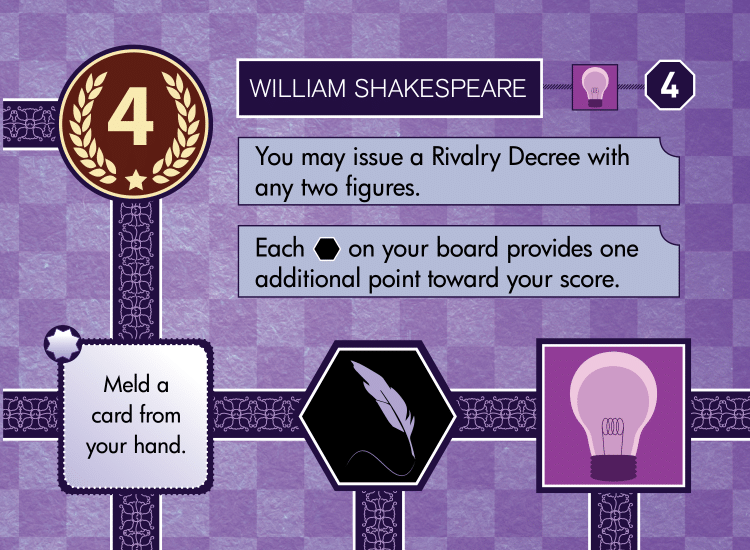 4
WILLIAM SHAKESPEARE
4
You may issue a Rivalry Decree with
any two figures.
Each on your board provides one
additional point toward your score.
Meld a
card from
your hand.